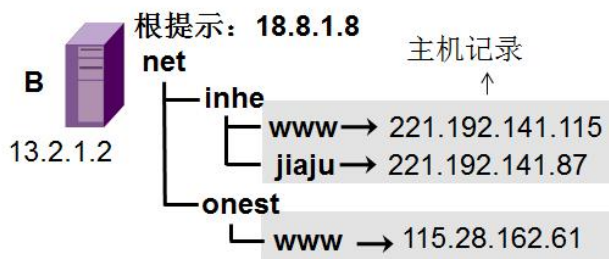 根提示：18.8.1.8
net
主机记录
↑
B
inhe
www → 221.192.141.115
13.2.1.2
jiaju → 221.192.141.87
onest
www → 115.28.162.61